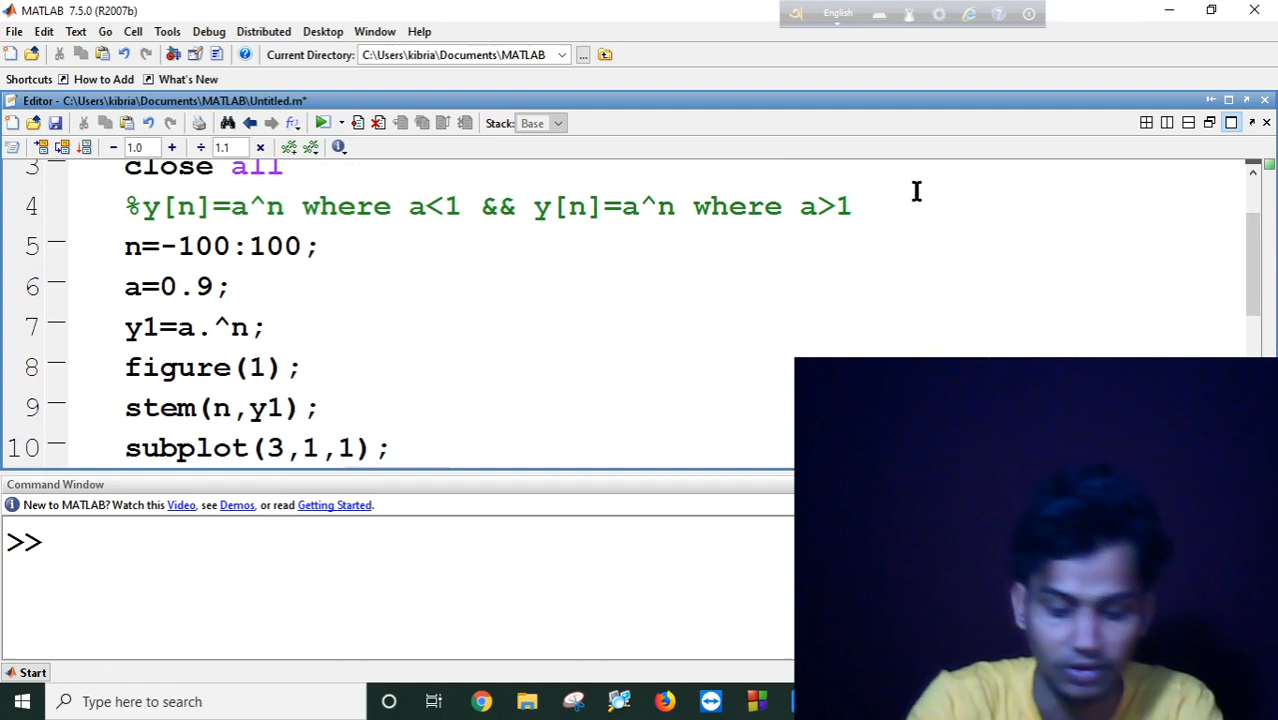 MATLAB 7.5.0 (R2007b)
English
File Edit Text Go Cell Tools Debug Distributed Desktop Window Help
Current Directory: C:\Users\kibria\Documents\MATLAB
Shortcuts How to Add What's New
Editor - C:\Users\kibria\Documents\MATLAB\Untitled.m*
Stack: Base
1.0 1.1
3 close all
4 %y[n]=a^n where a<1 && y[n]=a^n where a>1
5 n=-100:100;
6 a=0.9;
7 y1=a.^n;
8 figure(1);
9 stem(n,y1);
10 subplot(3,1,1);
Command Window
New to MATLAB? Watch this Video, see Demos, or read Getting Started.
>>
Start
Type here to search